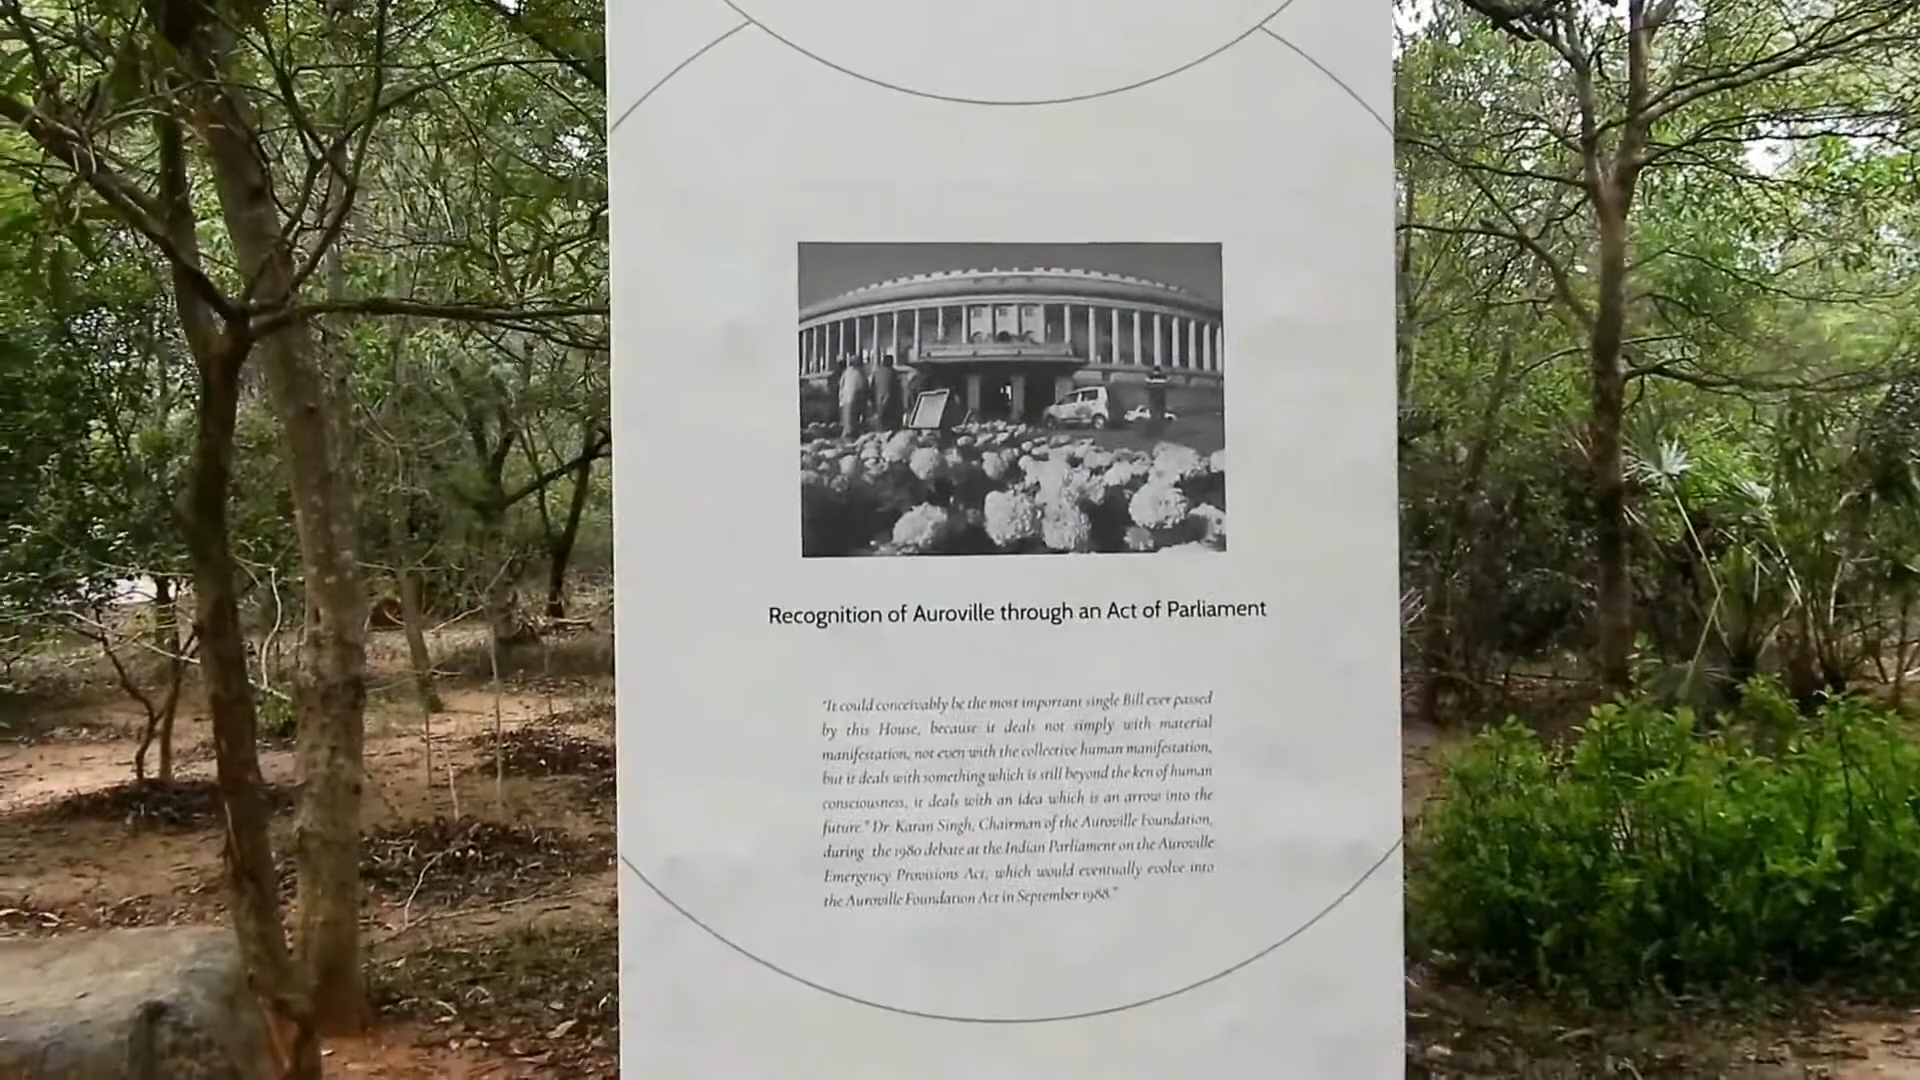 Recognition of Auroville through an Act of Parliament
"It could conceivably be the most important single Bill ever passed
by this House, because it deals not simply with material
manifestation, not even with the collective human manifestation,
but it deals with something which is still beyond the ken of human
consciousness, it deals with an idea which is an arrow into the
future." Dr. Karan Singh, Chairman of the Auroville Foundation,
during the 1980 debate at the Indian Parliament on the Auroville
Emergency Provisions Act, which would eventually evolve into
the Auroville Foundation Act in September 1988."